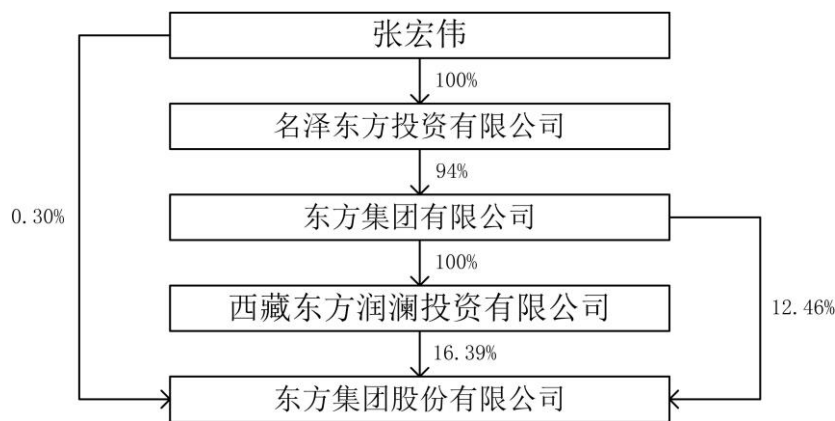 张宏伟
100%
名泽东方投资有限公司
94%
0.30%
东方集团有限公司
100%
西藏东方润澜投资有限公司
12.46%
16.39%
东方集团股份有限公司